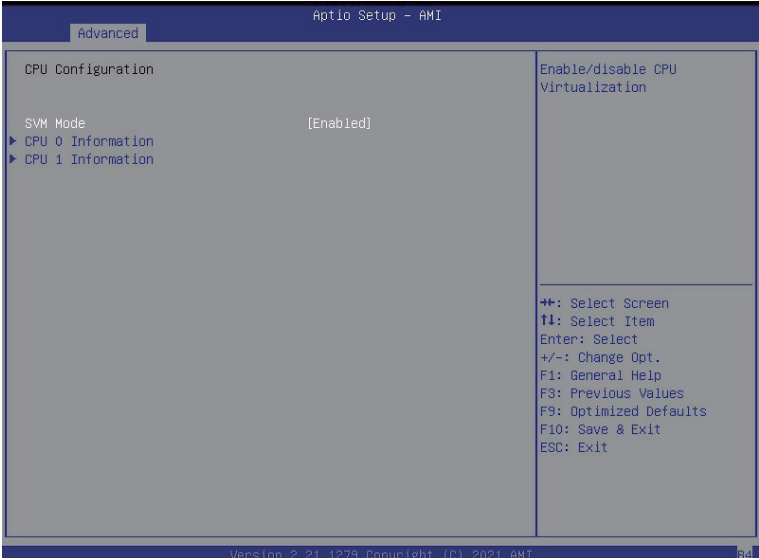 Aptio Setup – AMI
Advanced
CPU Configuration
SVM Mode [Enabled]
CPU 0 Information
CPU 1 Information
Enable/disable CPU
Virtualization
→←: Select Screen
↑↓: Select Item
Enter: Select
+/-: Change Opt.
F1: General Help
F3: Previous Values
F9: Optimized Defaults
F10: Save & Exit
ESC: Exit
Version 2.21.1279 Copyright (C) 2021 AMI
B4